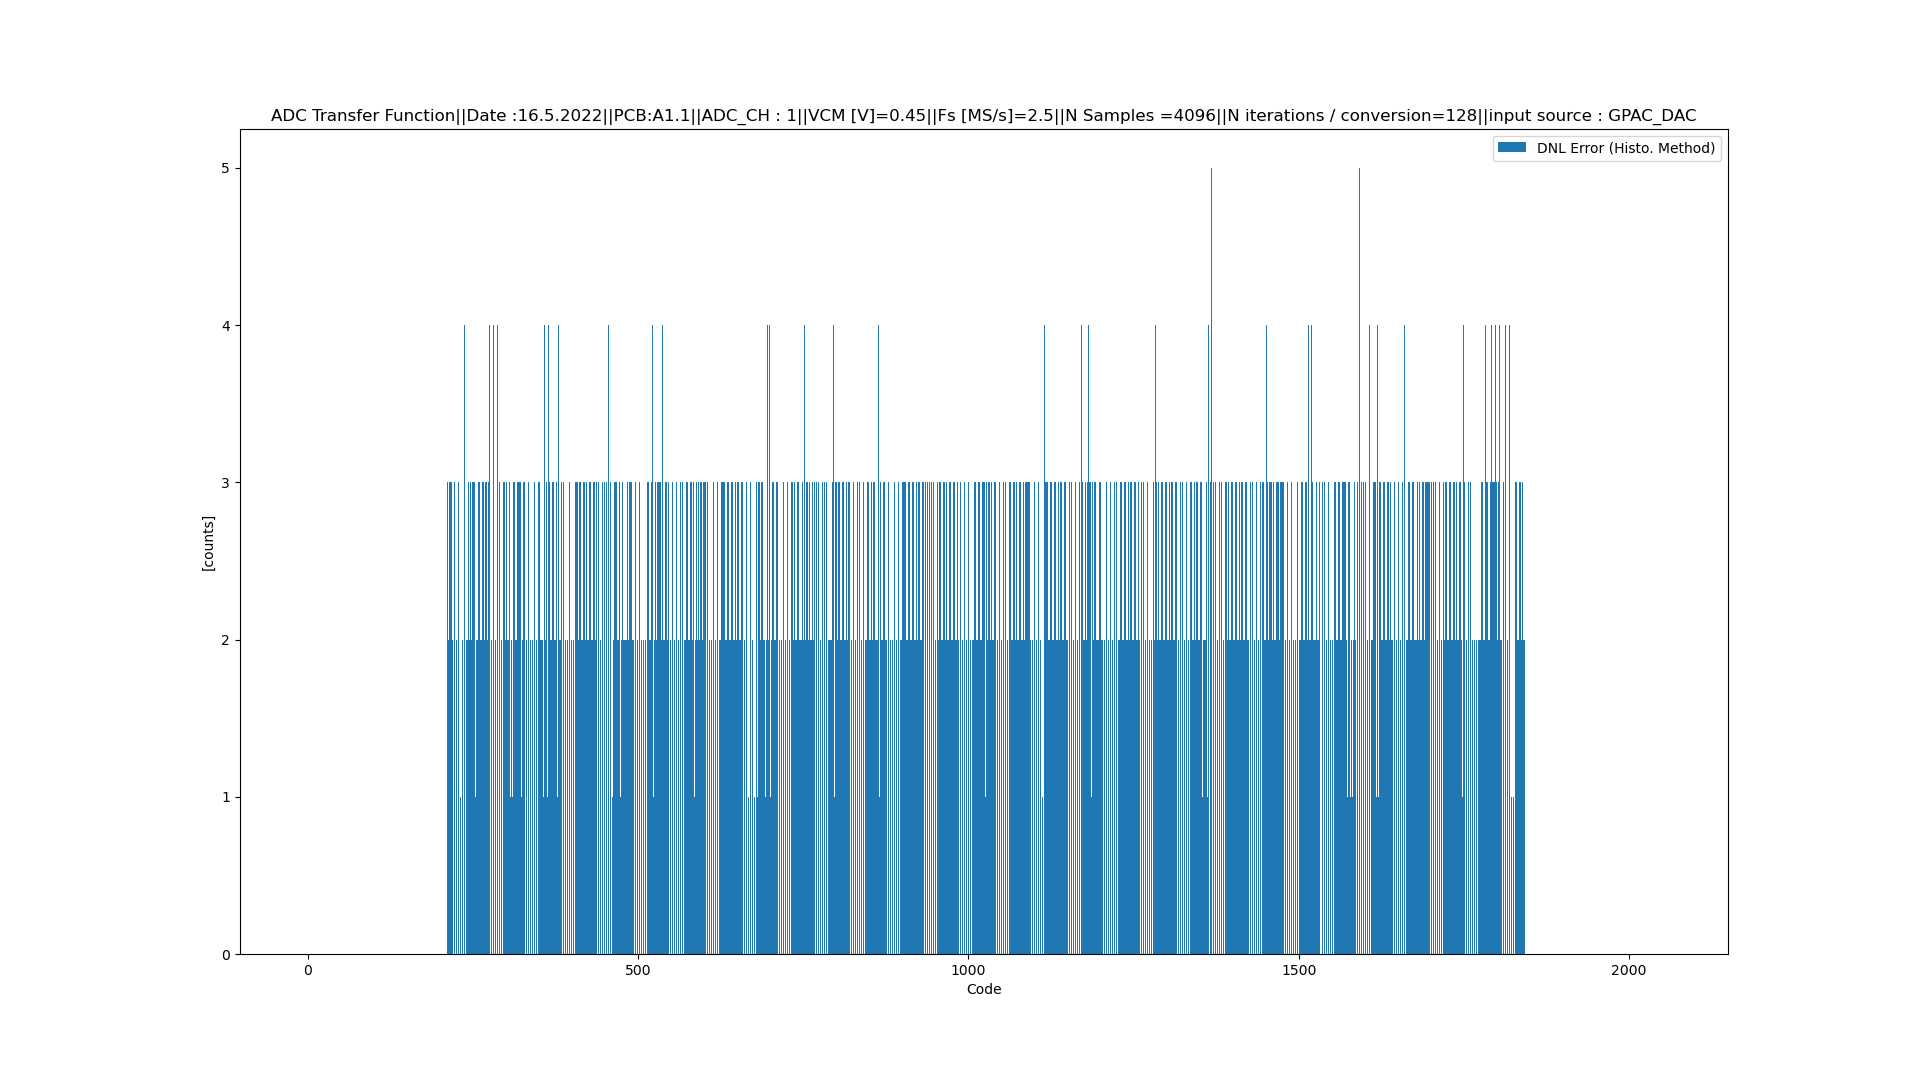 ADC Transfer Function||Date :16.5.2022||PCB:A1.1||ADC_CH : 1||VCM [V]=0.45||Fs [MS/s]=2.5||N Samples =4096||N iterations / conversion=128||input source : GPAC_DAC
DNL Error (Histo. Method)
5
4
3
2
1
0
[counts]
0 500 1000 1500 2000
Code